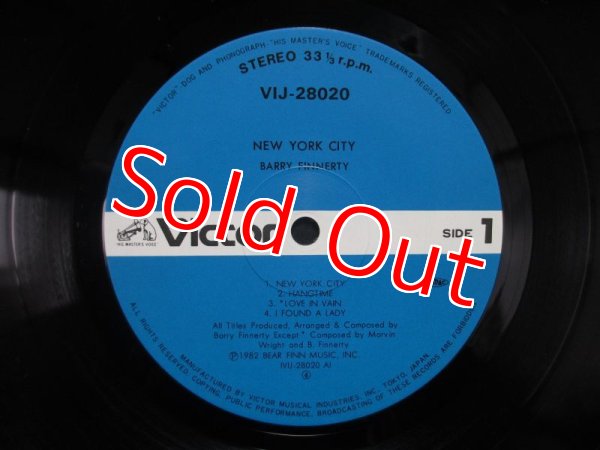 "VICTOR"-DOG AND PHONOGRAPH-"HIS MASTER'S VOICE" TRADEMARKS REGISTERED
STEREO 33 1/3 r.p.m.
VIJ-28020
NEW YORK CITY
BARRY FINNERTY
Sold Out
HIS MASTER'S VOICE
Victor
SIDE 1
1. NEW YORK CITY
2. HANGTIME
3. *LOVE IN VAIN
4. I FOUND A LADY
All Titles Produced, Arranged & Composed by
Barry Finnerty Except* Composed by Marvin
Wright and B. Finnerty
Ⓟ1982 BEAR FINN MUSIC, INC.
(VIJ-28020 A)
④
ALL RIGHTS RESERVED. COPYING, PUBLIC PERFORMANCE, BROADCASTING OF THESE RECORDS ARE FORBIDDEN
MANUFACTURED BY VICTOR MUSICAL INDUSTRIES, INC. TOKYO, JAPAN.